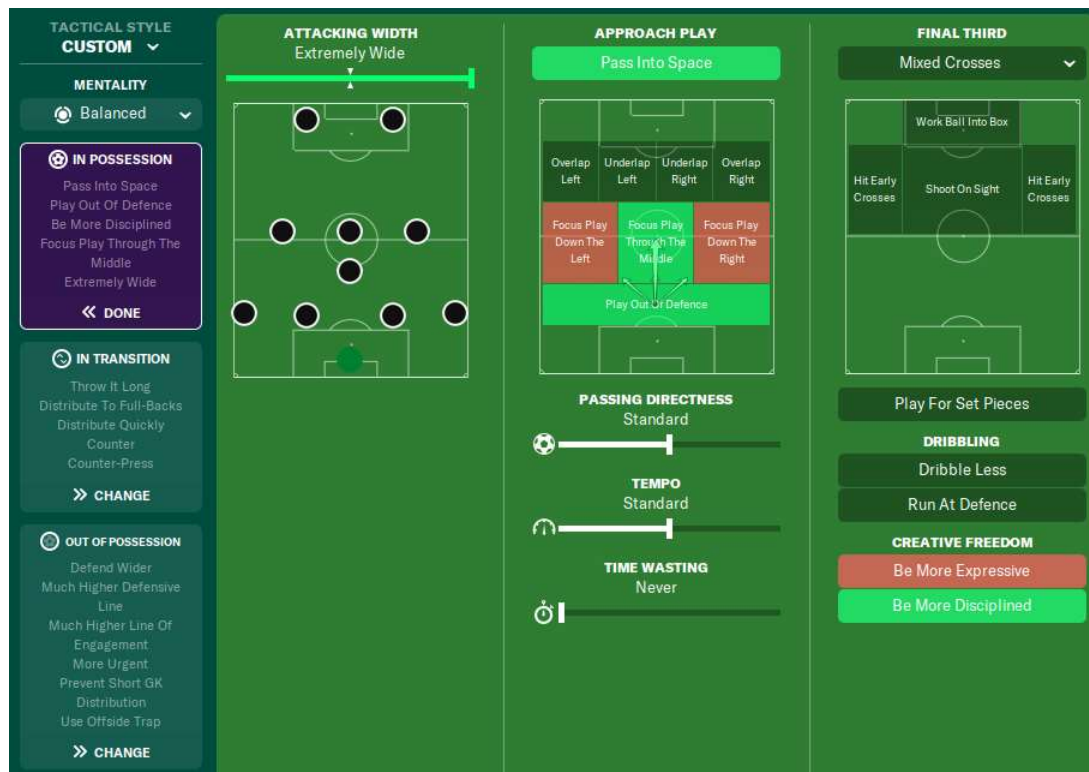 TACTICAL STYLE
CUSTOM
MENTALITY
Balanced
IN POSSESSION
Pass Into Space
Play Out Of Defence
Be More Disciplined
Focus Play Through The
Middle
Extremely Wide
DONE
IN TRANSITION
Throw It Long
Distribute To Full-Backs
Distribute Quickly
Counter
Counter-Press
CHANGE
OUT OF POSSESSION
Defend Wider
Much Higher Defensive
Line
Much Higher Line Of
Engagement
More Urgent
Prevent Short GK
Distribution
Use Offside Trap
CHANGE
ATTACKING WIDTH
Extremely Wide
APPROACH PLAY
Pass Into Space
Overlap
Left
Underlap
Left
Underlap
Right
Overlap
Right
Focus Play
Down The
Left
Focus Play
Through The
Middle
Focus Play
Down The
Right
Play Out Of Defence
PASSING DIRECTNESS
Standard
TEMPO
Standard
TIME WASTING
Never
FINAL THIRD
Mixed Crosses
Work Ball Into Box
Hit Early
Crosses
Shoot On Sight
Hit Early
Crosses
Play For Set Pieces
DRIBBLING
Dribble Less
Run At Defence
CREATIVE FREEDOM
Be More Expressive
Be More Disciplined